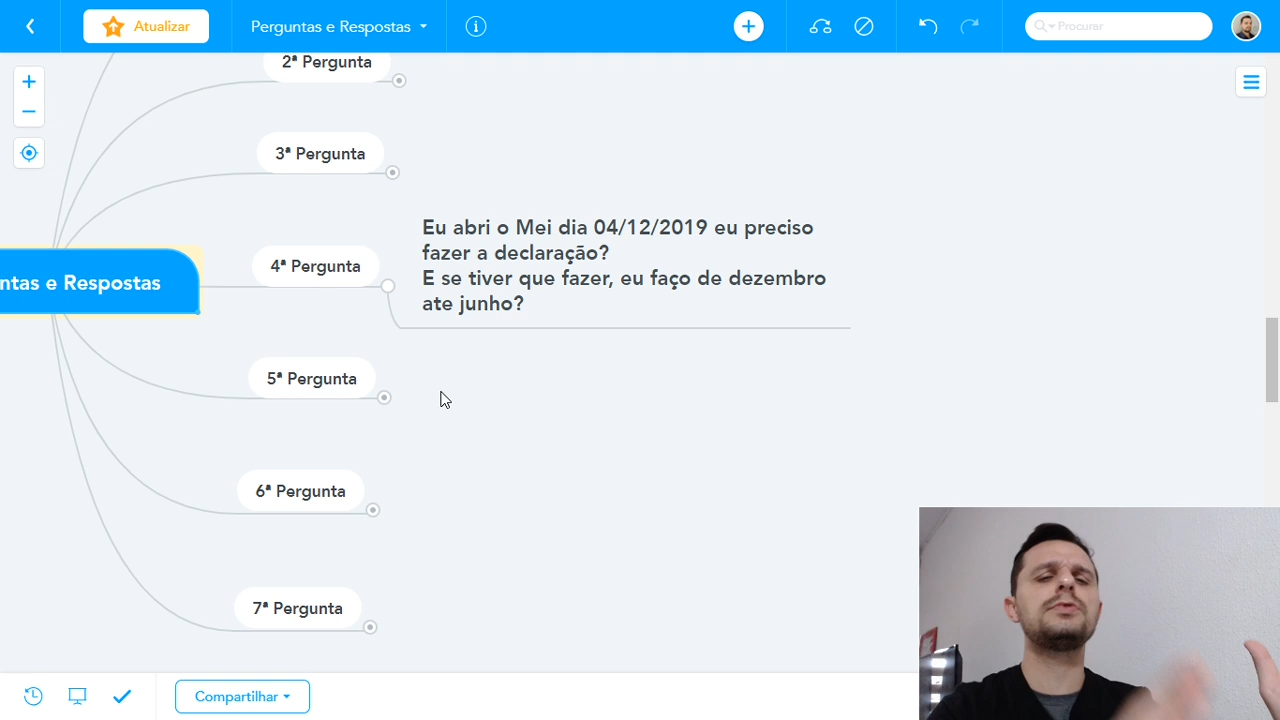 Atualizar
Perguntas e Respostas
Procurar
2ª Pergunta
3ª Pergunta
4ª Pergunta
Eu abri o Mei dia 04/12/2019 eu preciso
fazer a declaração?
E se tiver que fazer, eu faço de dezembro
ate junho?
ntas e Respostas
5ª Pergunta
6ª Pergunta
7ª Pergunta
Compartilhar